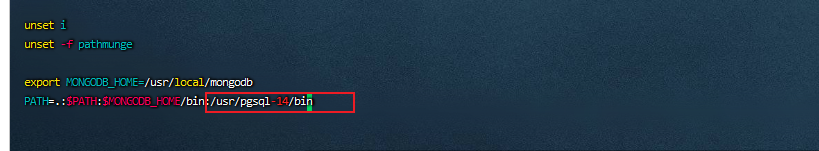 unset i
unset -f pathmunge
export MONGODB_HOME=/usr/local/mongodb
PATH=.:$PATH:$MONGODB_HOME/bin:/usr/pgsql-14/bin